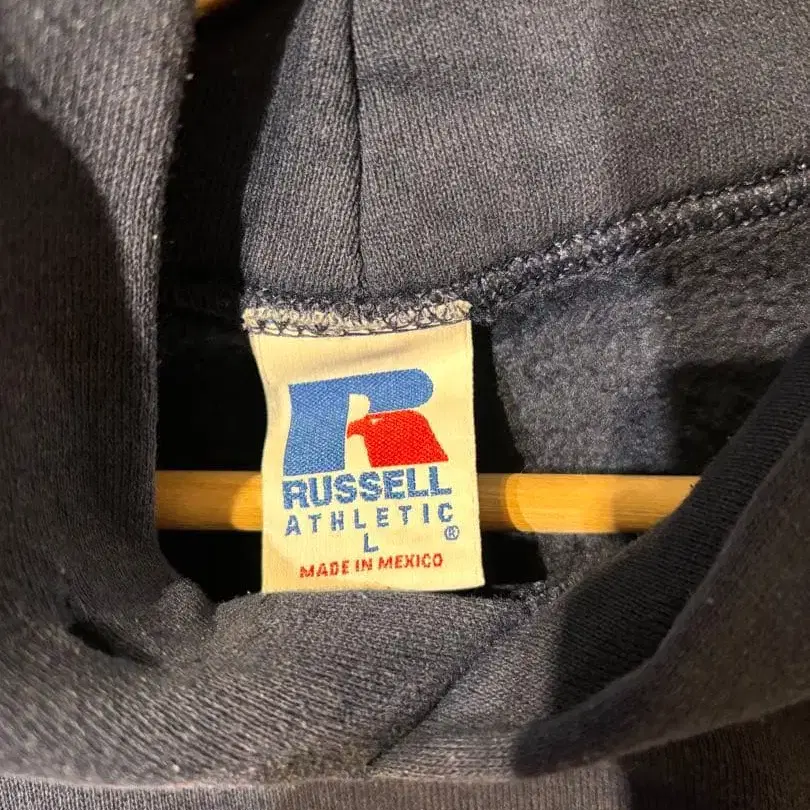 R
RUSSELL
ATHLETIC ®
L
MADE IN MEXICO